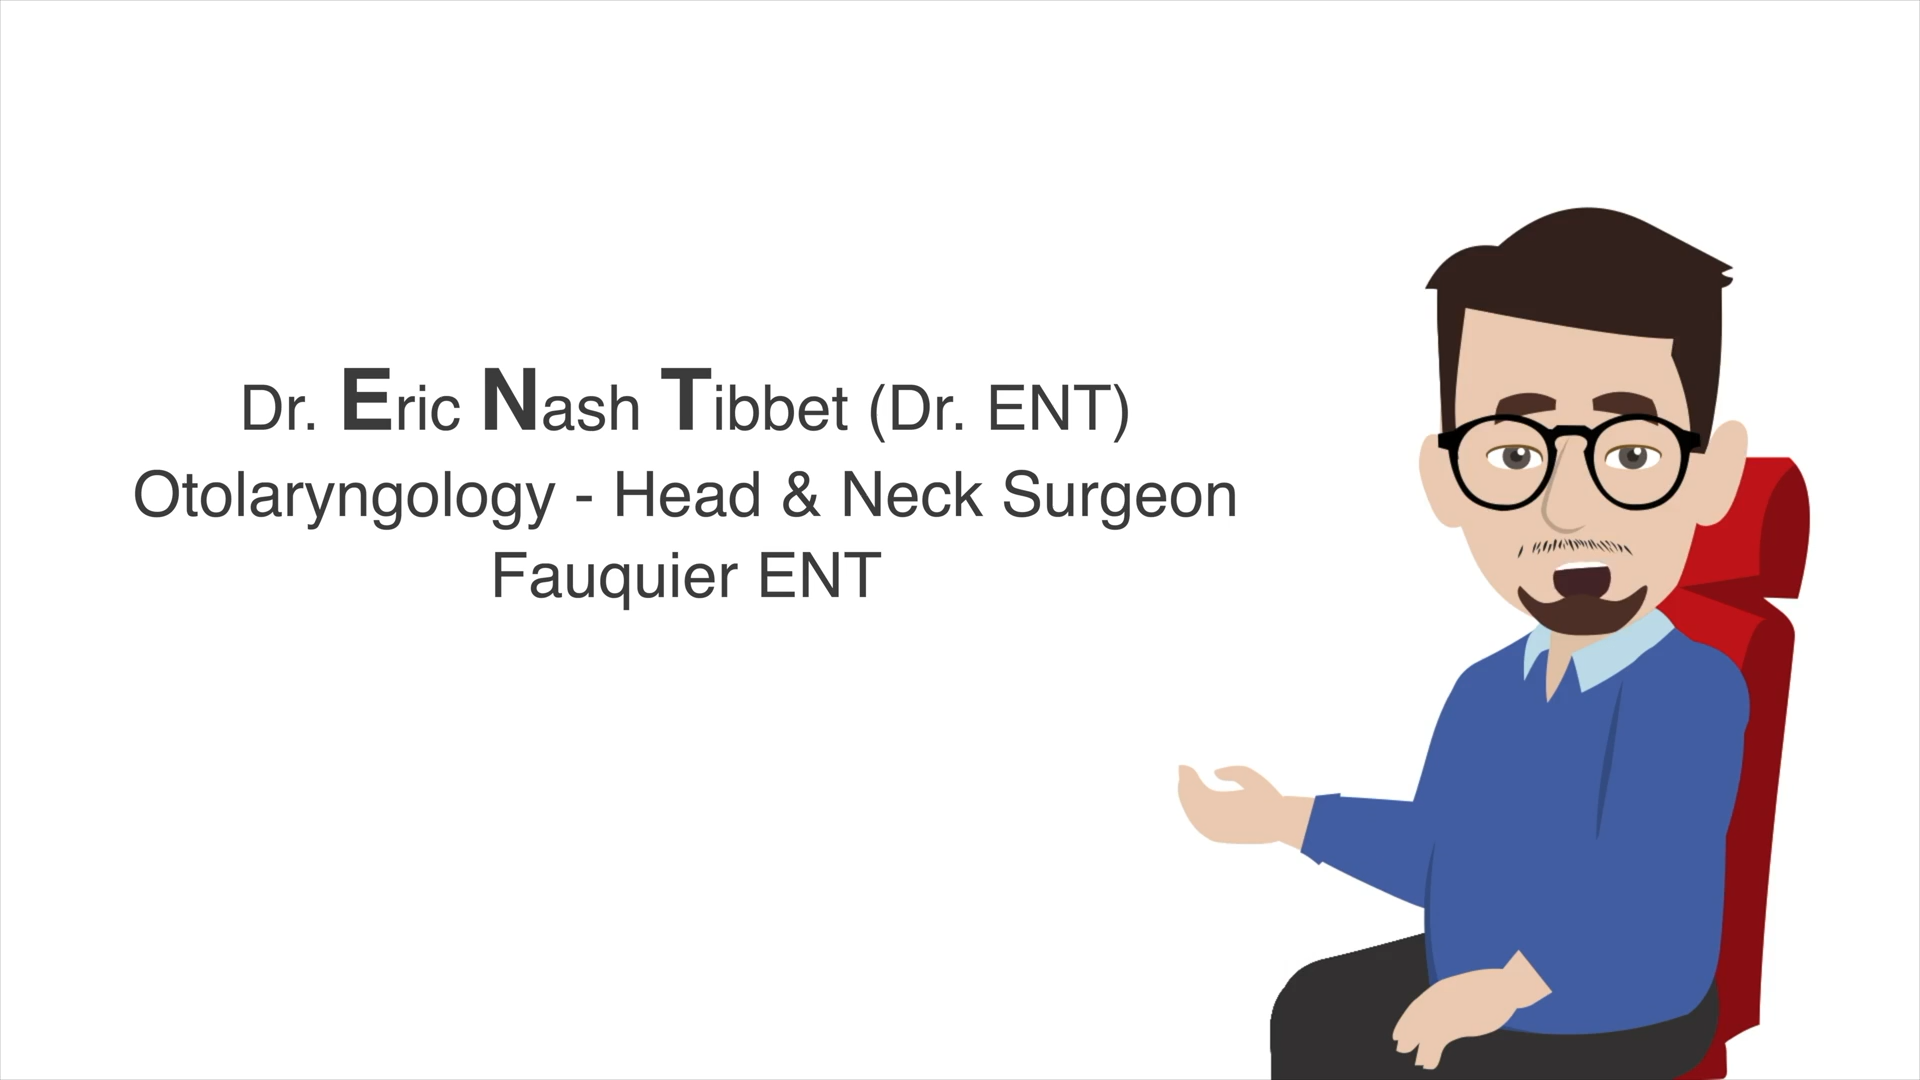 Dr. Eric Nash Tibbet (Dr. ENT)
Otolaryngology - Head & Neck Surgeon
Fauquier ENT